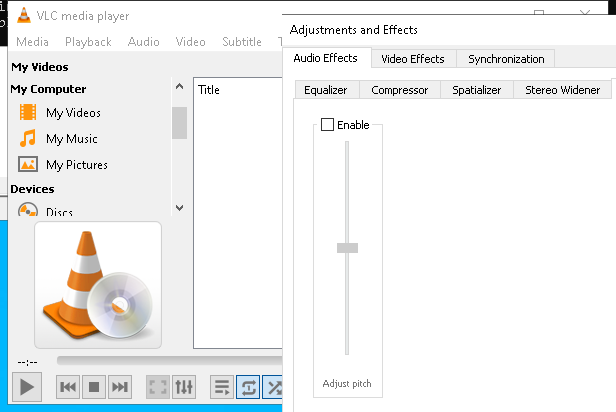 VLC media player
Media Playback Audio Video Subtitle
My Videos
My Computer
My Videos
My Music
My Pictures
Devices
Discs
Title
--:--
Adjustments and Effects
Audio Effects Video Effects Synchronization
Equalizer Compressor Spatializer Stereo Widener
Enable
Adjust pitch